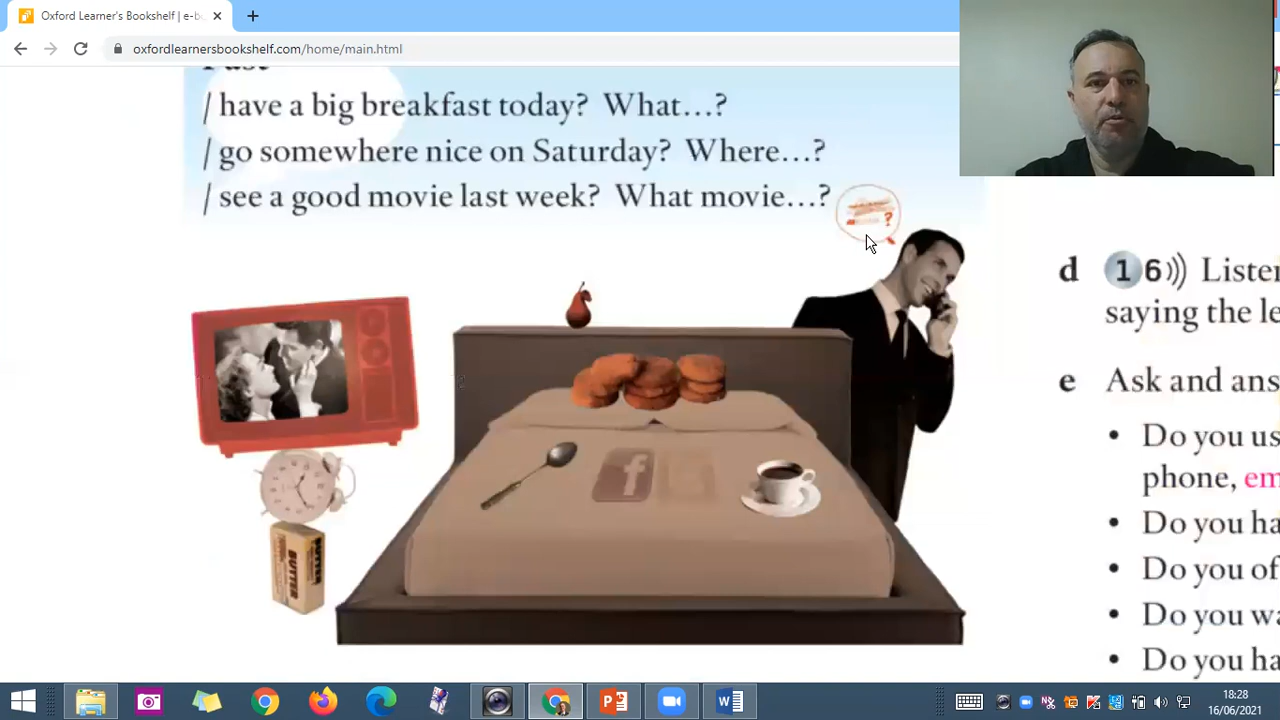 Oxford Learner's Bookshelf | e-bo
oxfordlearnersbookshelf.com/home/main.html
Past
/ have a big breakfast today? What...?
/ go somewhere nice on Saturday? Where...?
/ see a good movie last week? What movie...?
?
f
BUTTER
BUTTER
d 16 Listen
saying the le
e Ask and ans
• Do you us
phone, em
• Do you ha
• Do you of
• Do you wa
• Do you ha
18:28
16/06/2021